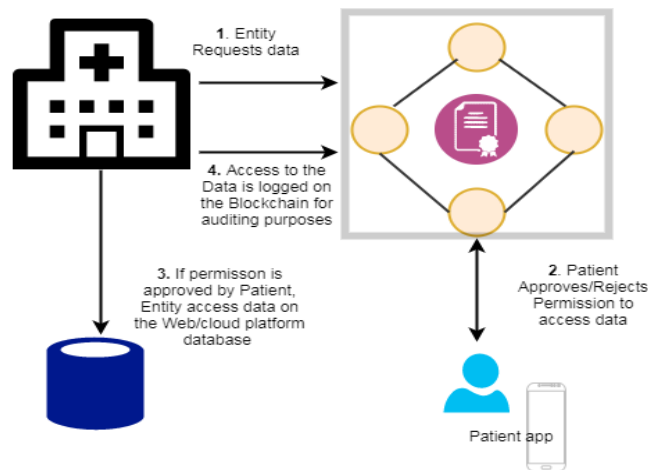 1. Entity
Requests data
4. Access to the
Data is logged on
the Blockchain for
auditing purposes
3. If permisson is
approved by Patient,
Entity access data on
the Web/cloud platform
database
2. Patient
Approves/Rejects
Permission to
access data
Patient app